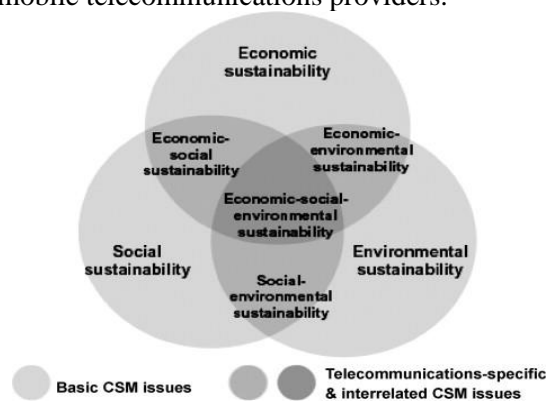 mobile telecommunications providers.
Economic
sustainability
Economic-
social
sustainability
Economic-
environmental
sustainability
Economic-social-
environmental
sustainability
Social
sustainability
Environmental
sustainability
Social-
environmental
sustainability
Basic CSM issues
Telecommunications-specific
& interrelated CSM issues